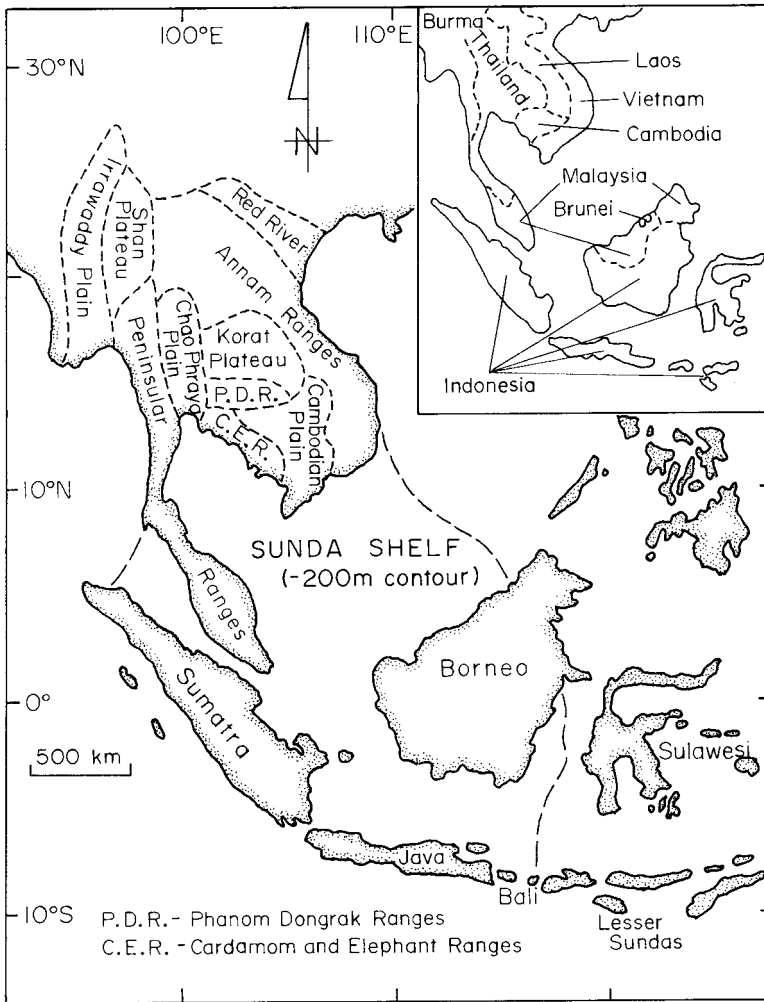 100°E
110°E
30°N
10°N
0°
10°S
N
Irrawaddy Plain
Shan
Plateau
Red River
Annam Ranges
Peninsular
Ranges
Chao Phraya
Plain
Korat
Plateau
P.D.R.
C.E.R.
Cambodian
Plain
SUNDA SHELF
(-200m contour)
Sumatra
Borneo
Sulawesi
Java
Bali
Lesser
Sundas
500 km
P.D.R.- Phanom Dongrak Ranges
C.E.R. -Cardamom and Elephant Ranges
Burma
Thailand
Laos
Vietnam
Cambodia
Malaysia
Brunei
Indonesia